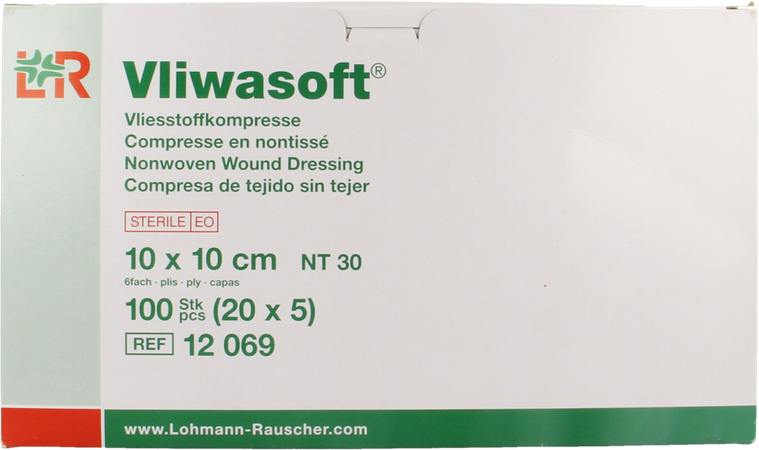 L&R
Vliwasoft®
Vliesstoffkompresse
Compresse en nontissé
Nonwoven Wound Dressing
Compresa de tejido sin tejer
STERILE EO
10 x 10 cm NT 30
6fach · plis · ply · capas
100 Stk pcs (20 x 5)
REF 12 069
www.Lohmann-Rauscher.com